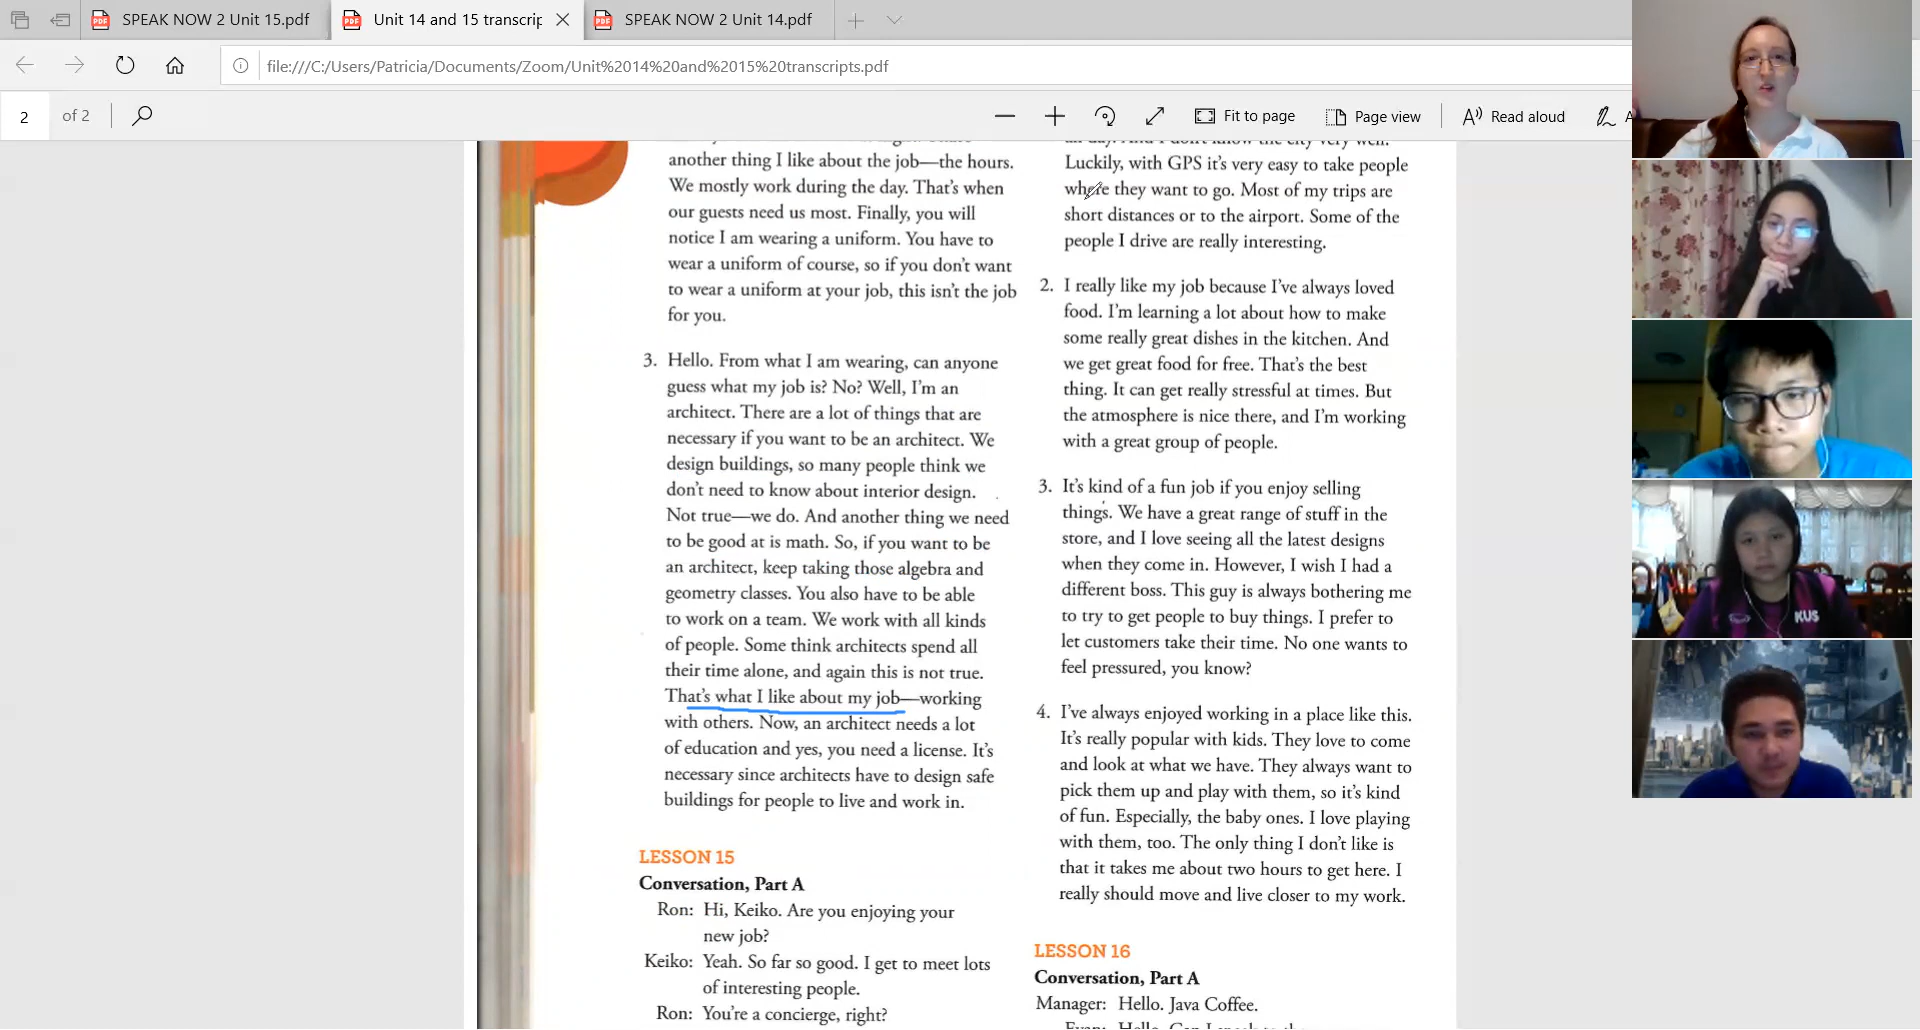 SPEAK NOW 2 Unit 15.pdf
Unit 14 and 15 transcrip
SPEAK NOW 2 Unit 14.pdf
file:///C:/Users/Patricia/Documents/Zoom/Unit%2014%20and%2015%20transcripts.pdf
2
of 2
Fit to page
Page view
A)) Read aloud
another thing I like about the job—the hours.
We mostly work during the day. That's when
our guests need us most. Finally, you will
notice I am wearing a uniform. You have to
wear a uniform of course, so if you don't want
to wear a uniform at your job, this isn't the job
for you.
3. Hello. From what I am wearing, can anyone
guess what my job is? No? Well, I'm an
architect. There are a lot of things that are
necessary if you want to be an architect. We
design buildings, so many people think we
don't need to know about interior design.
Not true—we do. And another thing we need
to be good at is math. So, if you want to be
an architect, keep taking those algebra and
geometry classes. You also have to be able
to work on a team. We work with all kinds
of people. Some think architects spend all
their time alone, and again this is not true.
That's what I like about my job—working
with others. Now, an architect needs a lot
of education and yes, you need a license. It's
necessary since architects have to design safe
buildings for people to live and work in.
LESSON 15
Conversation, Part A
Ron: Hi, Keiko. Are you enjoying your
new job?
Keiko: Yeah. So far so good. I get to meet lots
of interesting people.
Ron: You're a concierge, right?
an day. And I don't know the city very well.
Luckily, with GPS it's very easy to take people
where they want to go. Most of my trips are
short distances or to the airport. Some of the
people I drive are really interesting.
2. I really like my job because I've always loved
food. I'm learning a lot about how to make
some really great dishes in the kitchen. And
we get great food for free. That's the best
thing. It can get really stressful at times. But
the atmosphere is nice there, and I'm working
with a great group of people.
3. It's kind of a fun job if you enjoy selling
things. We have a great range of stuff in the
store, and I love seeing all the latest designs
when they come in. However, I wish I had a
different boss. This guy is always bothering me
to try to get people to buy things. I prefer to
let customers take their time. No one wants to
feel pressured, you know?
4. I've always enjoyed working in a place like this.
It's really popular with kids. They love to come
and look at what we have. They always want to
pick them up and play with them, so it's kind
of fun. Especially, the baby ones. I love playing
with them, too. The only thing I don't like is
that it takes me about two hours to get here. I
really should move and live closer to my work.
LESSON 16
Conversation, Part A
Manager: Hello. Java Coffee.
KUS